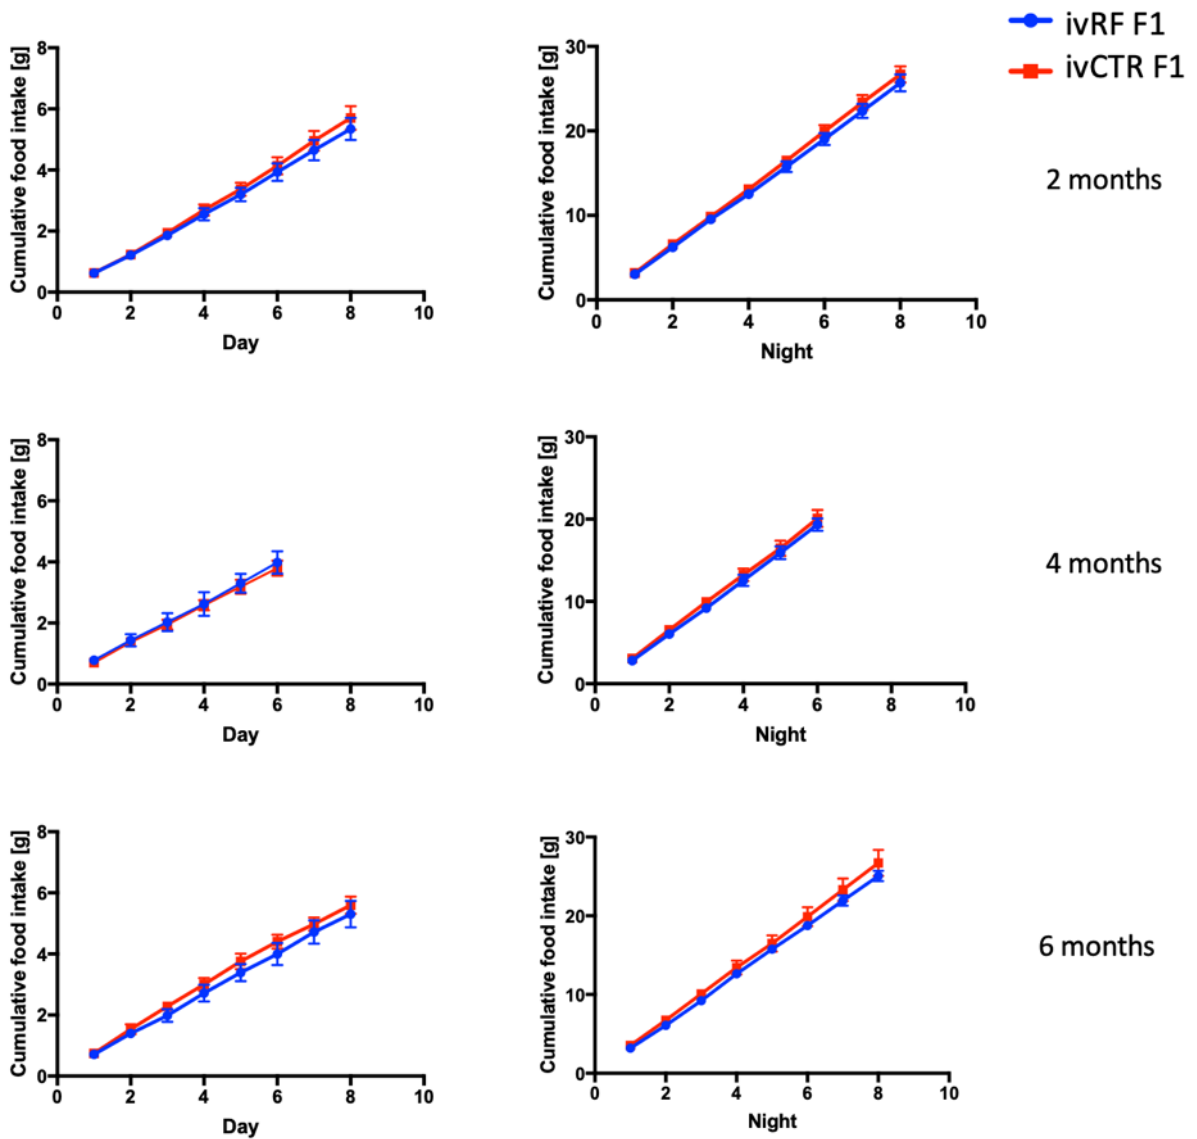 ivRF F1
ivCTR F1
Cumulative food intake [g]
8
6
4
2
0
0 2 4 6 8 10
Day
Cumulative food intake [g]
30
20
10
0
0 2 4 6 8 10
Night
2 months
Cumulative food intake [g]
8
6
4
2
0
0 2 4 6 8 10
Day
Cumulative food intake [g]
30
20
10
0
0 2 4 6 8 10
Night
4 months
Cumulative food intake [g]
8
6
4
2
0
0 2 4 6 8 10
Day
Cumulative food intake [g]
30
20
10
0
0 2 4 6 8 10
Night
6 months